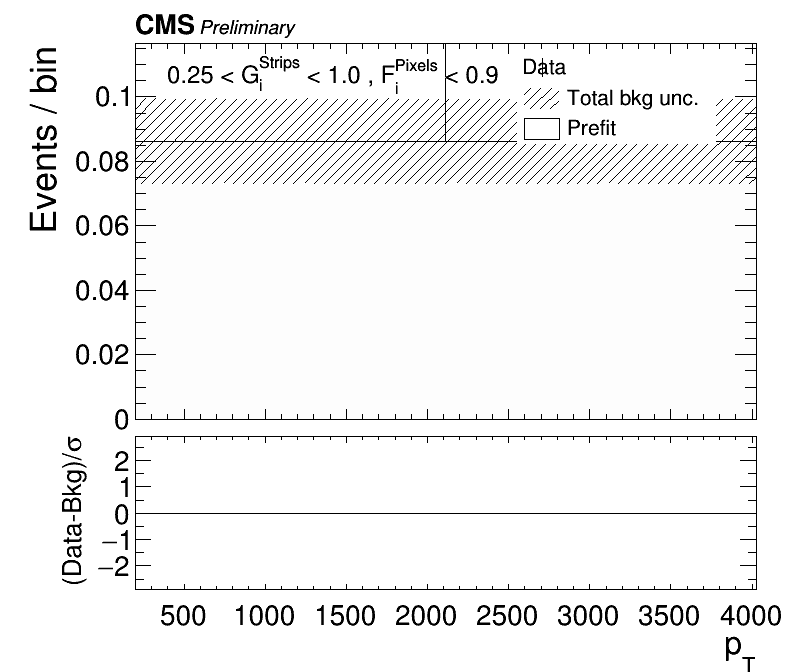 CMS Preliminary
0.25 < G_i^Strips < 1.0 , F_i^Pixels < 0.9
Data
Total bkg unc.
Prefit
Events / bin
0.1
0.08
0.06
0.04
0.02
0
(Data-Bkg)/σ
2
1
0
−1
−2
500 1000 1500 2000 2500 3000 3500 4000
p_T